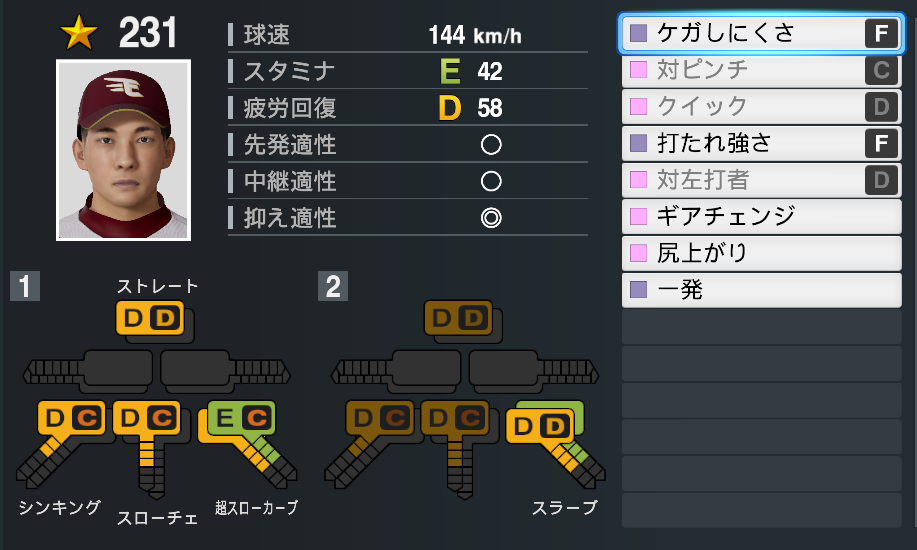 ★ 231
球速 144 km/h
スタミナ E 42
疲労回復 D 58
先発適性 ○
中継適性 ○
抑え適性 ◎
ケガしにくさ F
対ピンチ C
クイック D
打たれ強さ F
対左打者 D
ギアチェンジ
尻上がり
一発
1
ストレート
D D
D C
D C
E C
シンキング
スローチェ
超スローカーブ
2
D D
D C
D C
D D
スラーブ